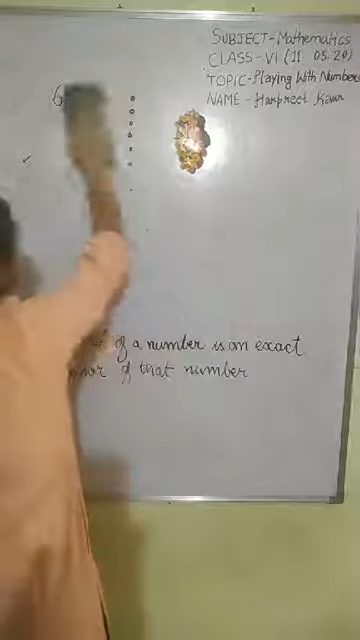 SUBJECT-Mathematics
CLASS-VI (11 05.20)
TOPIC-Playing With Numbers
NAME - Harpreet Kaur
6
of a number is an exact
of that number